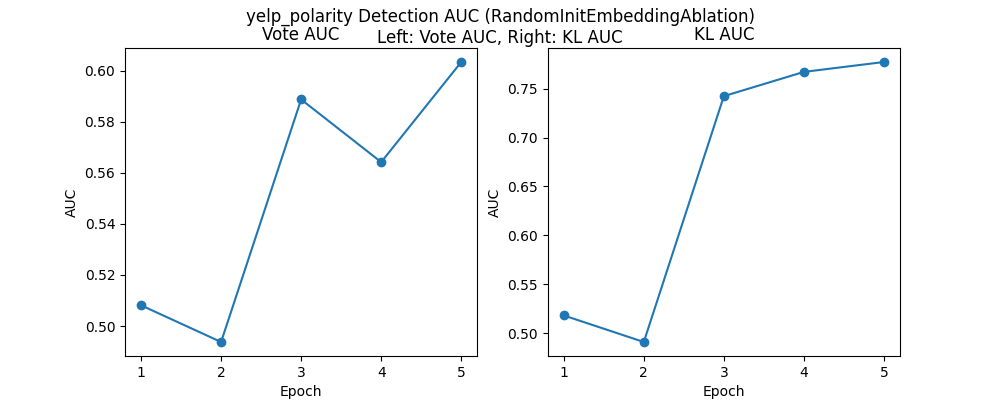 yelp_polarity Detection AUC (RandomInitEmbeddingAblation)
Left: Vote AUC, Right: KL AUC
Vote AUC
0.60
0.58
0.56
0.54
0.52
0.50
AUC
1 2 3 4 5
Epoch
KL AUC
0.75
0.70
0.65
0.60
0.55
0.50
AUC
1 2 3 4 5
Epoch